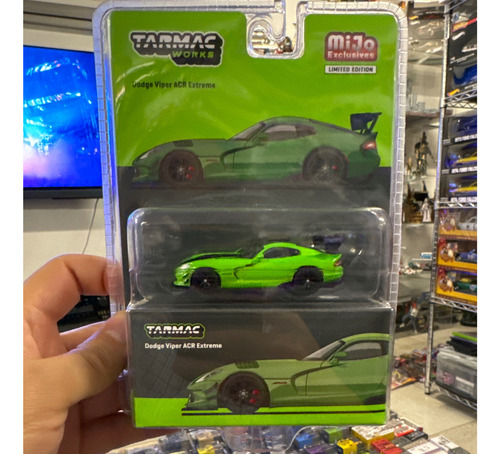 TARMAC
WORKS
MiJo
Exclusives
LIMITED EDITION
Dodge Viper ACR Extreme
TARMAC
Dodge Viper ACR Extreme